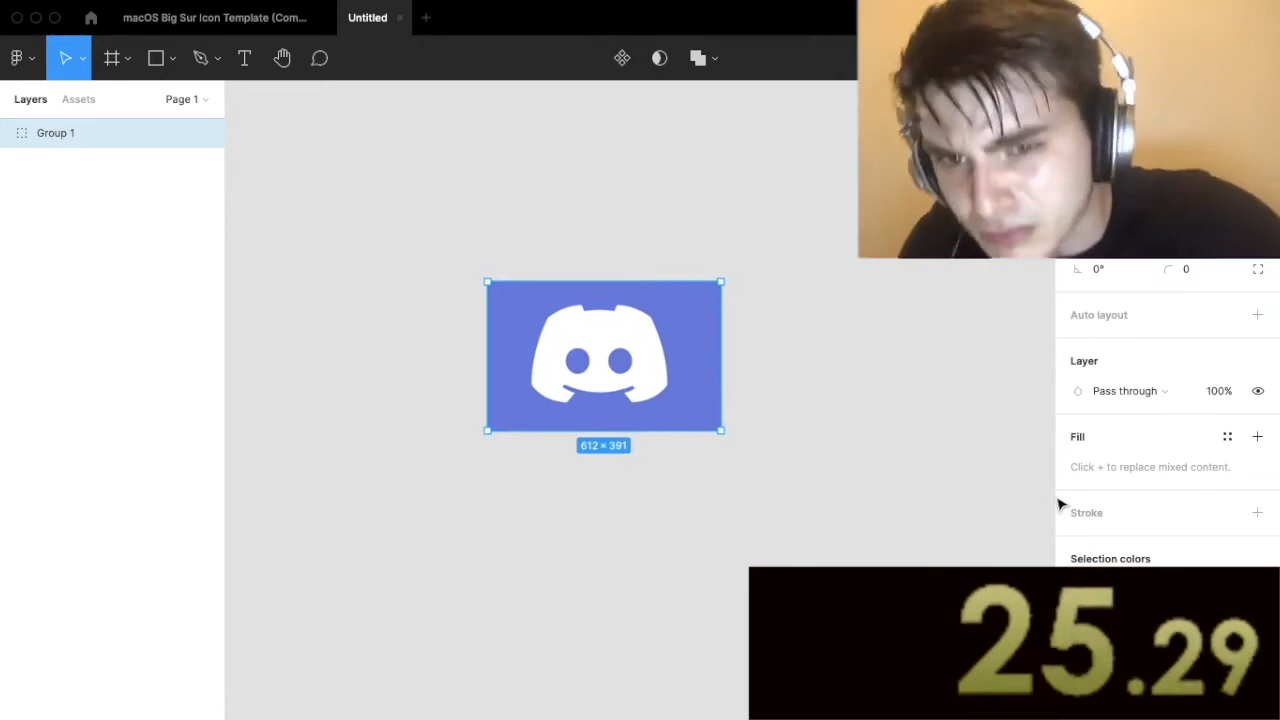 macOS Big Sur Icon Template (Com...
Untitled
Layers
Assets
Page 1
Group 1
612 × 391
0°
0
Auto layout
Layer
Pass through
100%
Fill
Click + to replace mixed content.
Stroke
Selection colors
25.29